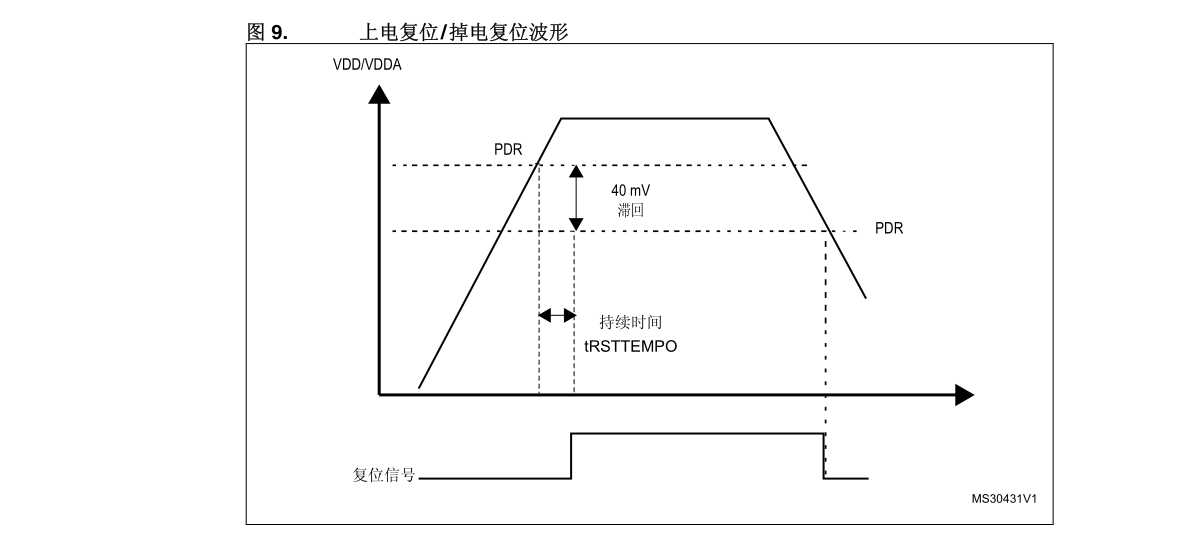 图 9. 上电复位/掉电复位波形
VDD/VDDA
PDR
40 mV
滞回
PDR
持续时间
tRSTTEMPO
复位信号
MS30431V1